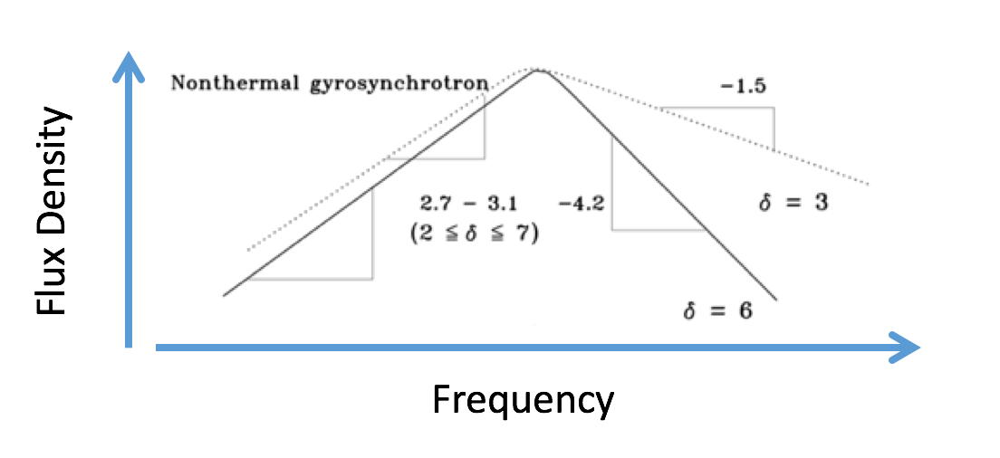 Nonthermal gyrosynchrotron
−1.5
2.7 − 3.1
−4.2
(2 ≦ δ ≦ 7)
δ = 3
δ = 6
Flux Density
Frequency